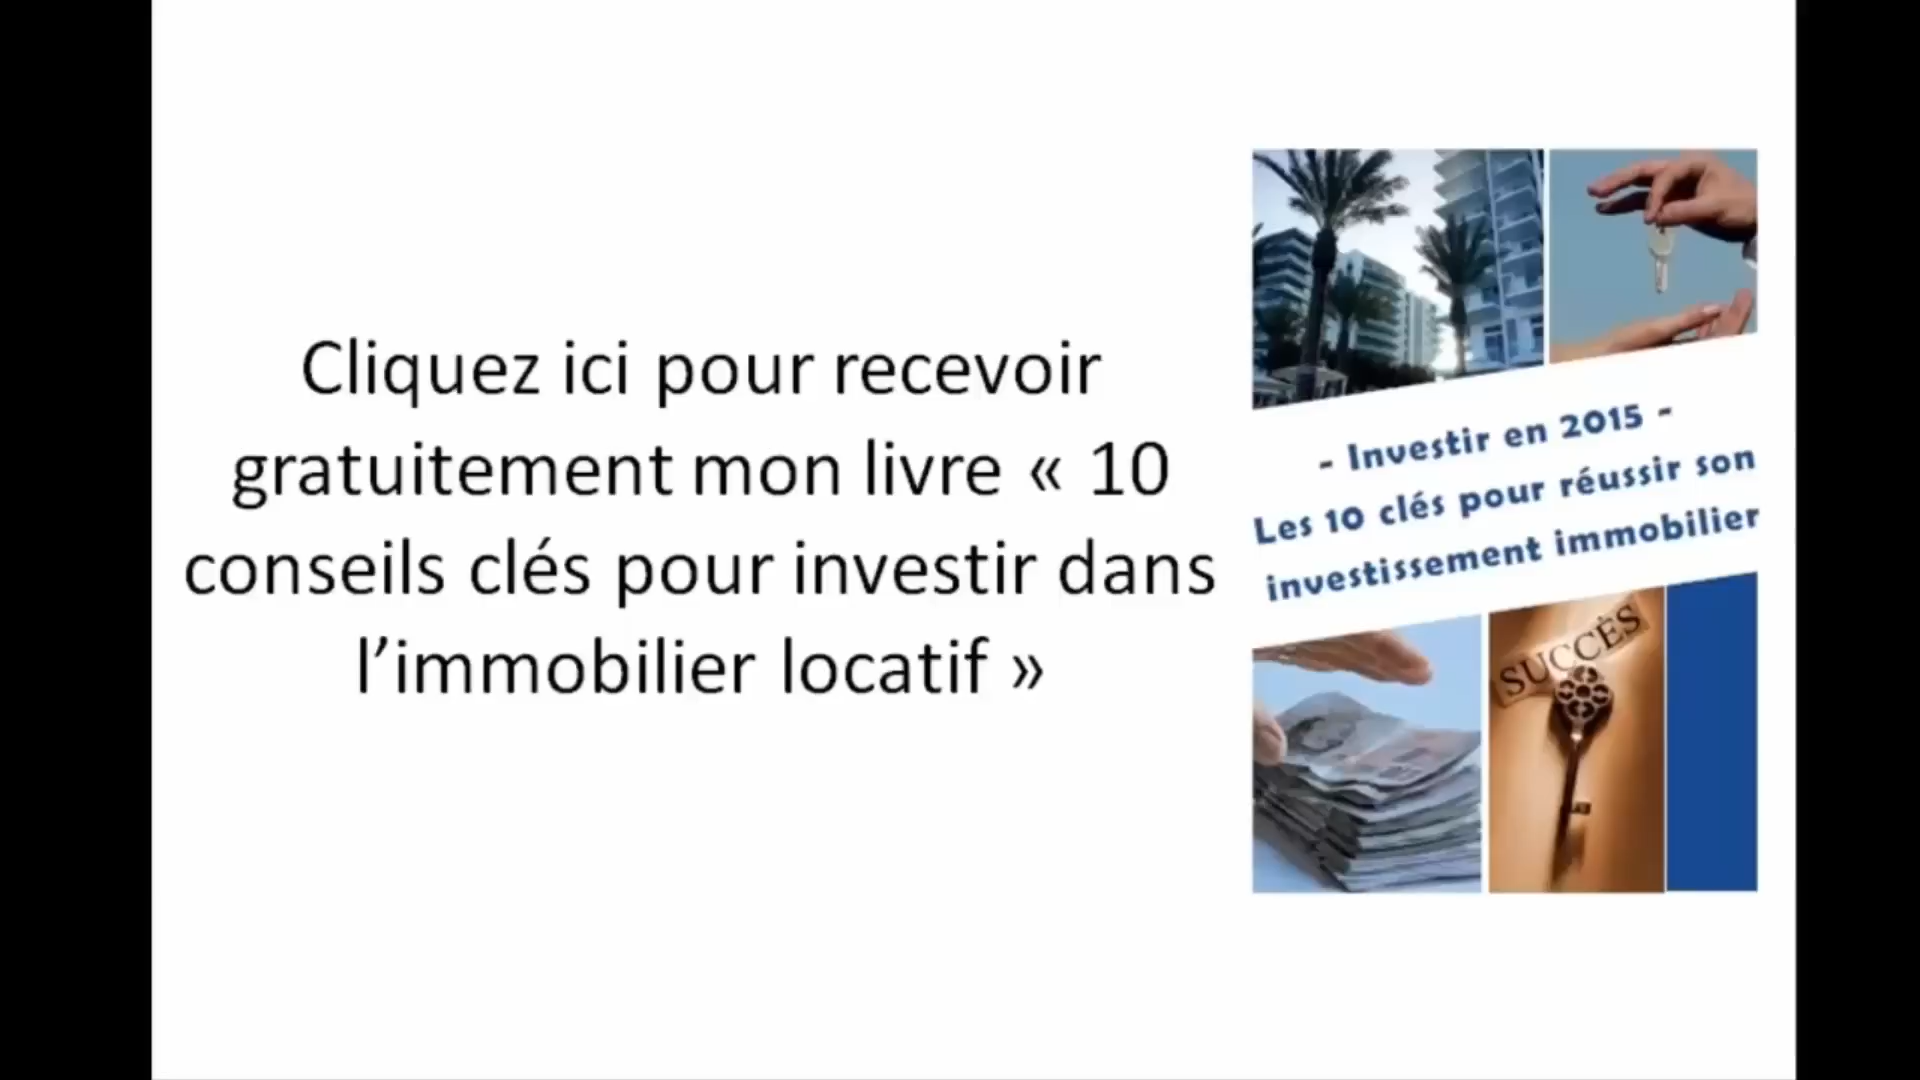 Cliquez ici pour recevoir
gratuitement mon livre « 10
conseils clés pour investir dans
l’immobilier locatif »
- Investir en 2015 -
Les 10 clés pour réussir son
investissement immobilier
SUCCÈS